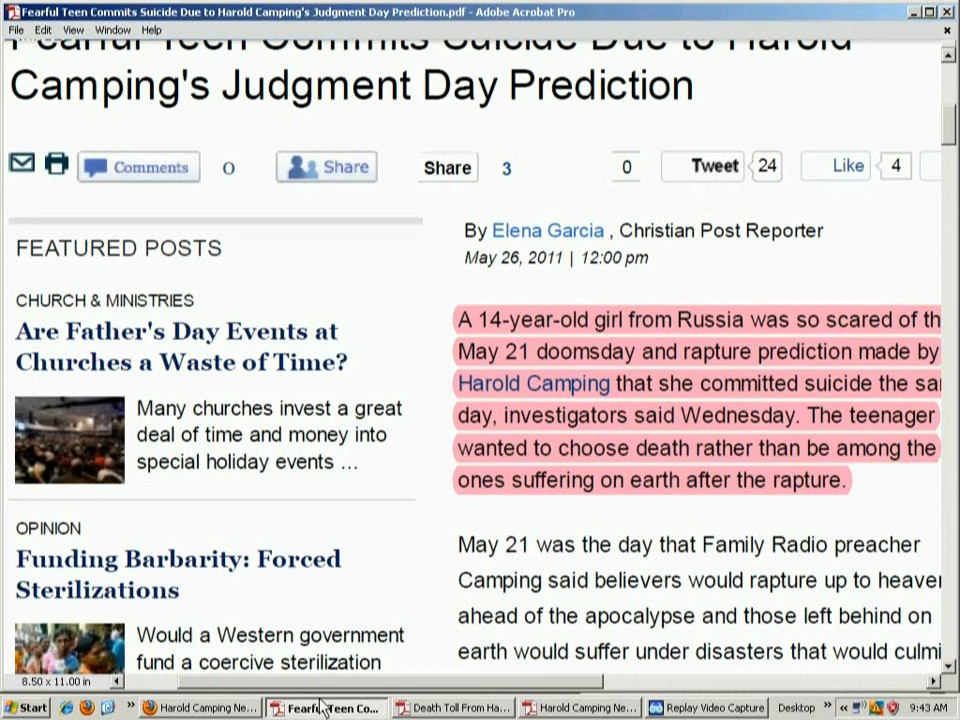 Fearful Teen Commits Suicide Due to Harold Camping's Judgment Day Prediction.pdf - Adobe Acrobat Pro
File Edit View Window Help
Fearful Teen Commits Suicide Due to Harold
Camping's Judgment Day Prediction
Comments 0 Share Share 3 0 Tweet 24 Like 4
FEATURED POSTS
CHURCH & MINISTRIES
Are Father's Day Events at
Churches a Waste of Time?
Many churches invest a great
deal of time and money into
special holiday events ...
OPINION
Funding Barbarity: Forced
Sterilizations
Would a Western government
fund a coercive sterilization
By Elena Garcia , Christian Post Reporter
May 26, 2011 | 12:00 pm
A 14-year-old girl from Russia was so scared of th
May 21 doomsday and rapture prediction made by
Harold Camping that she committed suicide the sa
day, investigators said Wednesday. The teenager
wanted to choose death rather than be among the
ones suffering on earth after the rapture.
May 21 was the day that Family Radio preacher
Camping said believers would rapture up to heave
ahead of the apocalypse and those left behind on
earth would suffer under disasters that would culmi
8.50 x 11.00 in
Start » Harold Camping Ne... Fearful Teen Co... Death Toll From Ha... Harold Camping Ne... Replay Video Capture Desktop » « 9:43 AM